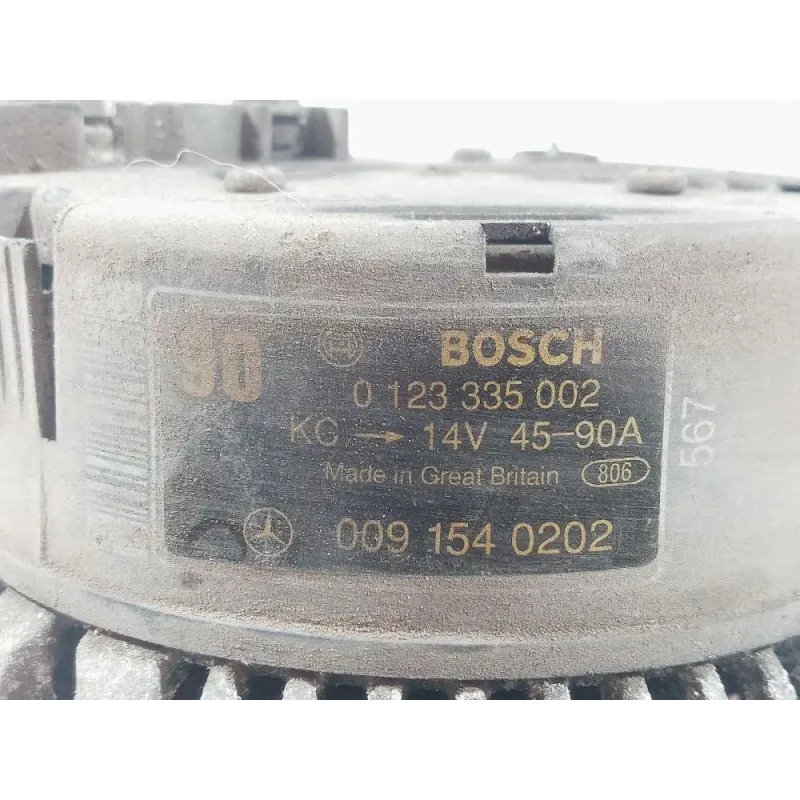 90
BOSCH
0 123 335 002
KC → 14V 45-90A
Made in Great Britain 806
009 154 0202
567